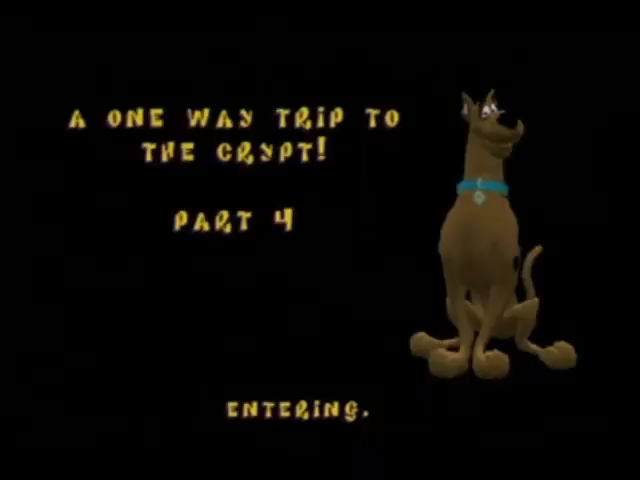 A ONE WAY TRIP TO
THE CRYPT!
PART 4
ENTERING.